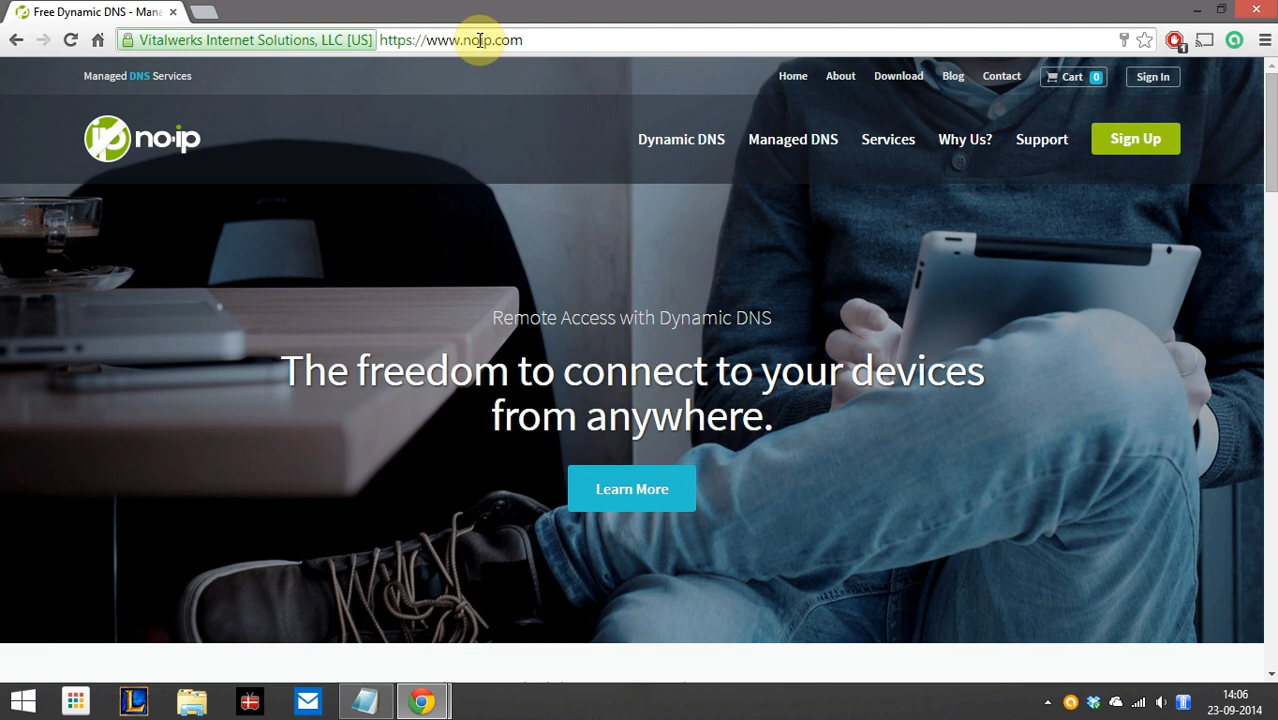 Free Dynamic DNS - Mana
Vitalwerks Internet Solutions, LLC [US] https://www.noip.com
Managed DNS Services
Home About Download Blog Contact Cart 0 Sign In
no-ip
Dynamic DNS Managed DNS Services Why Us? Support Sign Up
Remote Access with Dynamic DNS
The freedom to connect to your devices
from anywhere.
Learn More
14:06
23-09-2014